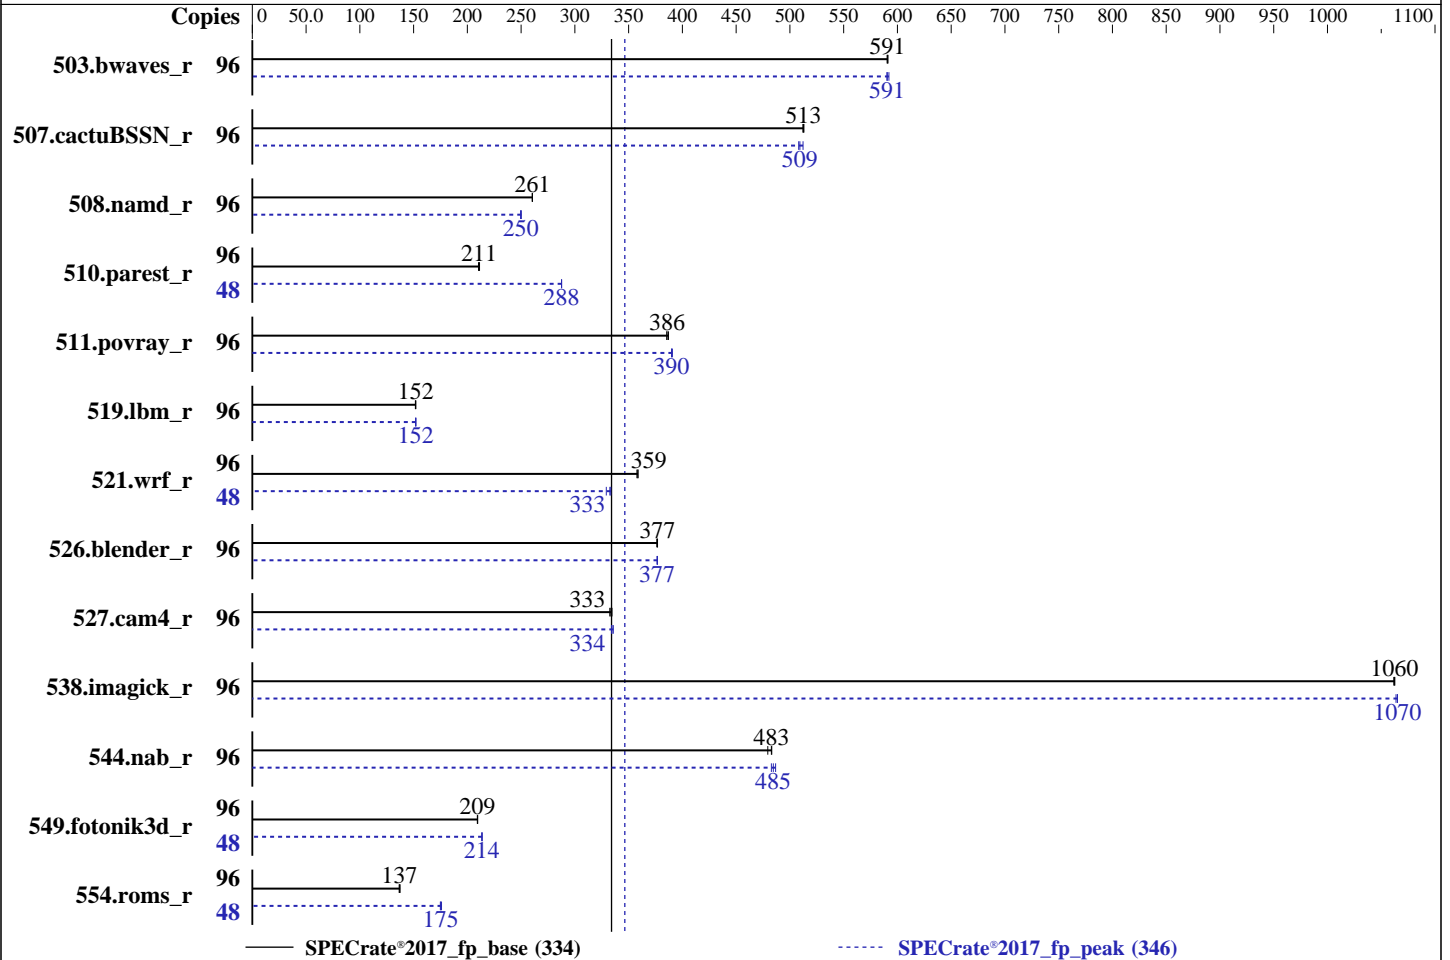 Copies 0 50.0 100 150 200 250 300 350 400 450 500 550 600 650 700 750 800 850 900 950 1000 1100
503.bwaves_r 96 591
591
507.cactuBSSN_r 96 513
509
508.namd_r 96 261
250
510.parest_r 96 211
48 288
511.povray_r 96 386
390
519.lbm_r 96 152
152
521.wrf_r 96 359
48 333
526.blender_r 96 377
377
527.cam4_r 96 333
334
538.imagick_r 96 1060
1070
544.nab_r 96 483
485
549.fotonik3d_r 96 209
48 214
554.roms_r 96 137
48 175
SPECrate®2017_fp_base (334) SPECrate®2017_fp_peak (346)